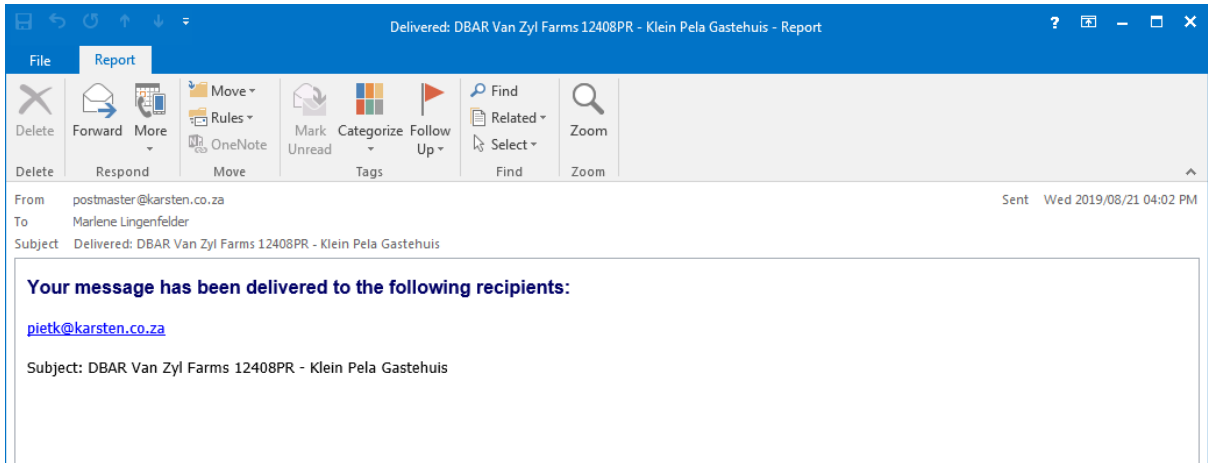 Delivered: DBAR Van Zyl Farms 12408PR - Klein Pela Gastehuis - Report
File Report
Delete Forward More Move Rules OneNote Mark Unread Categorize Follow Up Find Related Select Zoom
Delete Respond Move Tags Find Zoom
From postmaster@karsten.co.za Sent Wed 2019/08/21 04:02 PM
To Marlene Lingenfelder
Subject Delivered: DBAR Van Zyl Farms 12408PR - Klein Pela Gastehuis
Your message has been delivered to the following recipients:
pietk@karsten.co.za
Subject: DBAR Van Zyl Farms 12408PR - Klein Pela Gastehuis